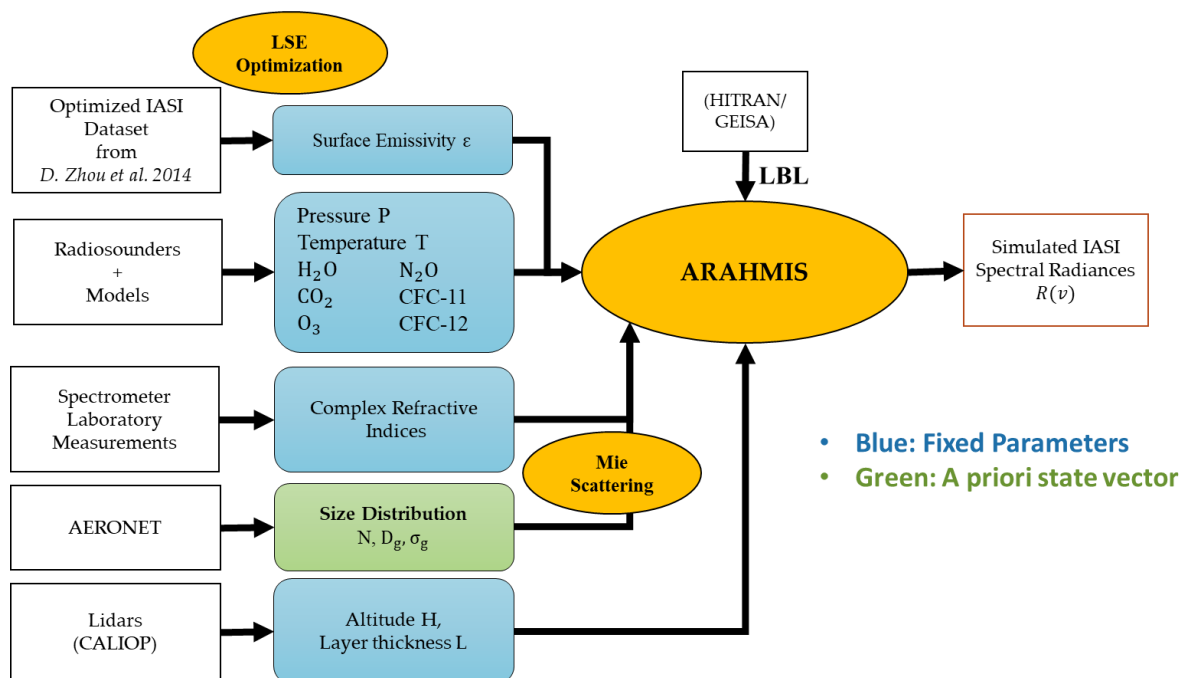 LSE
Optimization
Optimized IASI
Dataset
from
D. Zhou et al. 2014
Surface Emissivity ε
(HITRAN/
GEISA)
LBL
Radiosounders
+
Models
Pressure P
Temperature T
H₂O N₂O
CO₂ CFC-11
O₃ CFC-12
ARAHMIS
Simulated IASI
Spectral Radiances
R(v)
Spectrometer
Laboratory
Measurements
Complex Refractive
Indices
Mie
Scattering
• Blue: Fixed Parameters
• Green: A priori state vector
AERONET
Size Distribution
N, D_g, σ_g
Lidars
(CALIOP)
Altitude H,
Layer thickness L